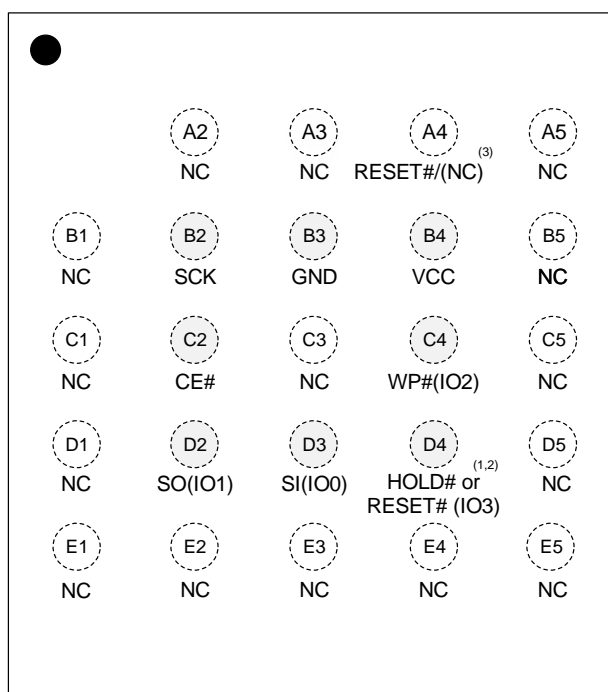 A2 A3 A4 A5
(3)
NC NC RESET#/(NC) NC
B1 B2 B3 B4 B5
NC SCK GND VCC NC
C1 C2 C3 C4 C5
NC CE# NC WP#(IO2) NC
D1 D2 D3 D4 D5
(1,2)
NC SO(IO1) SI(IO0) HOLD# or NC
RESET# (IO3)
E1 E2 E3 E4 E5
NC NC NC NC NC